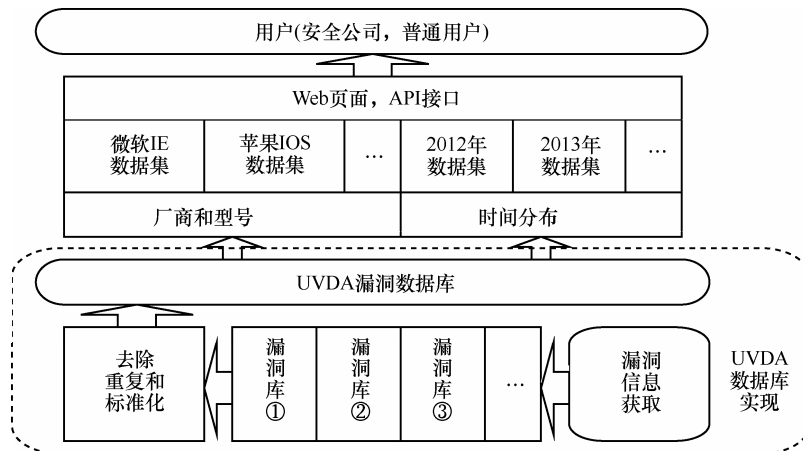 用户(安全公司，普通用户)
Web页面，API接口
微软IE
数据集
苹果IOS
数据集
…
2012年
数据集
2013年
数据集
…
厂商和型号
时间分布
UVDA漏洞数据库
去除
重复和
标准化
漏洞库①
漏洞库②
漏洞库③
…
漏洞
信息
获取
UVDA
数据库
实现